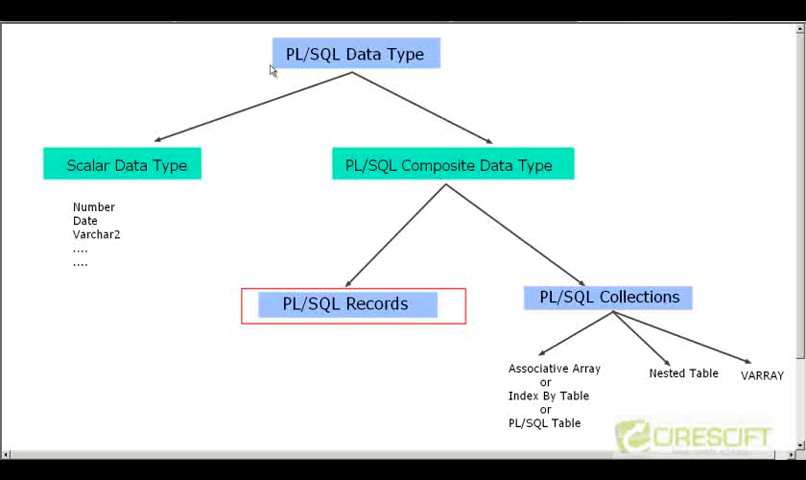 PL/SQL Data Type
Scalar Data Type
PL/SQL Composite Data Type
Number
Date
Varchar2
....
....
PL/SQL Records
PL/SQL Collections
Associative Array
or
Index By Table
or
PL/SQL Table
Nested Table
VARRAY